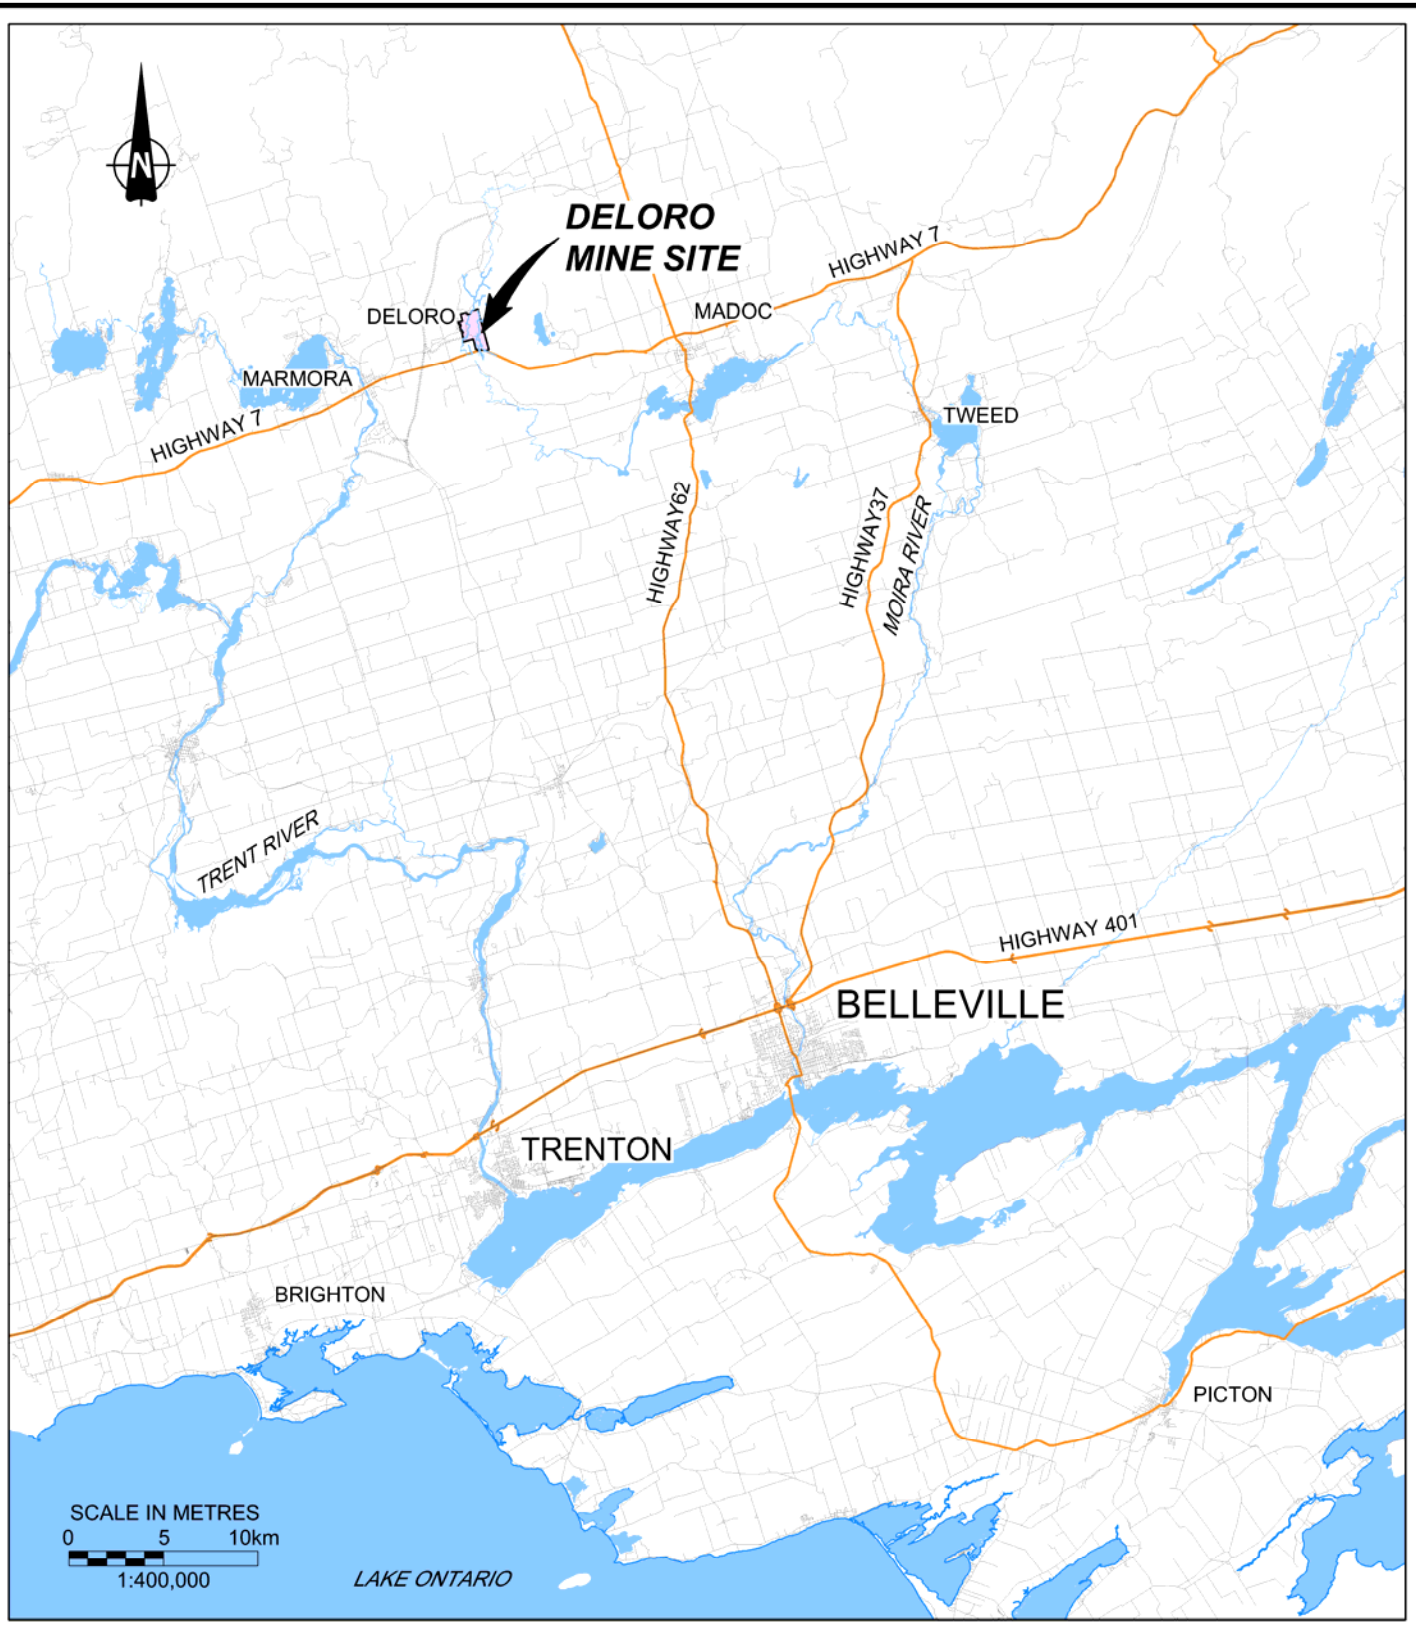 N
DELORO
MINE SITE
HIGHWAY 7
DELORO
MADOC
MARMORA
HIGHWAY 7
TWEED
HIGHWAY62
HIGHWAY37
MOIRA RIVER
TRENT RIVER
HIGHWAY 401
BELLEVILLE
TRENTON
BRIGHTON
PICTON
SCALE IN METRES
0 5 10km
1:400,000
LAKE ONTARIO